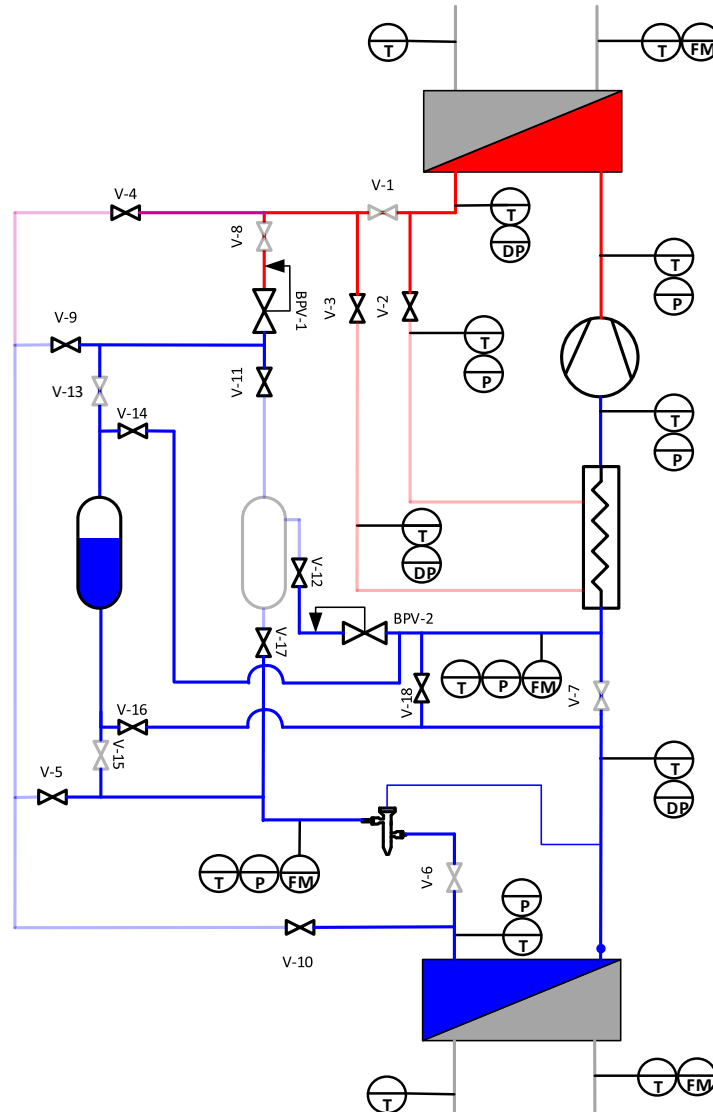 T
T FM
V-1
V-4
T
DP
V-8
T
P
BPV-1
V-3
V-2
V-9
T
P
V-11
V-13
V-14
T
P
T
DP
V-12
BPV-2
V-17
T P FM
V-18
V-7
V-16
V-15
T
DP
V-5
V-6
T P FM
P
T
V-10
T FM
T